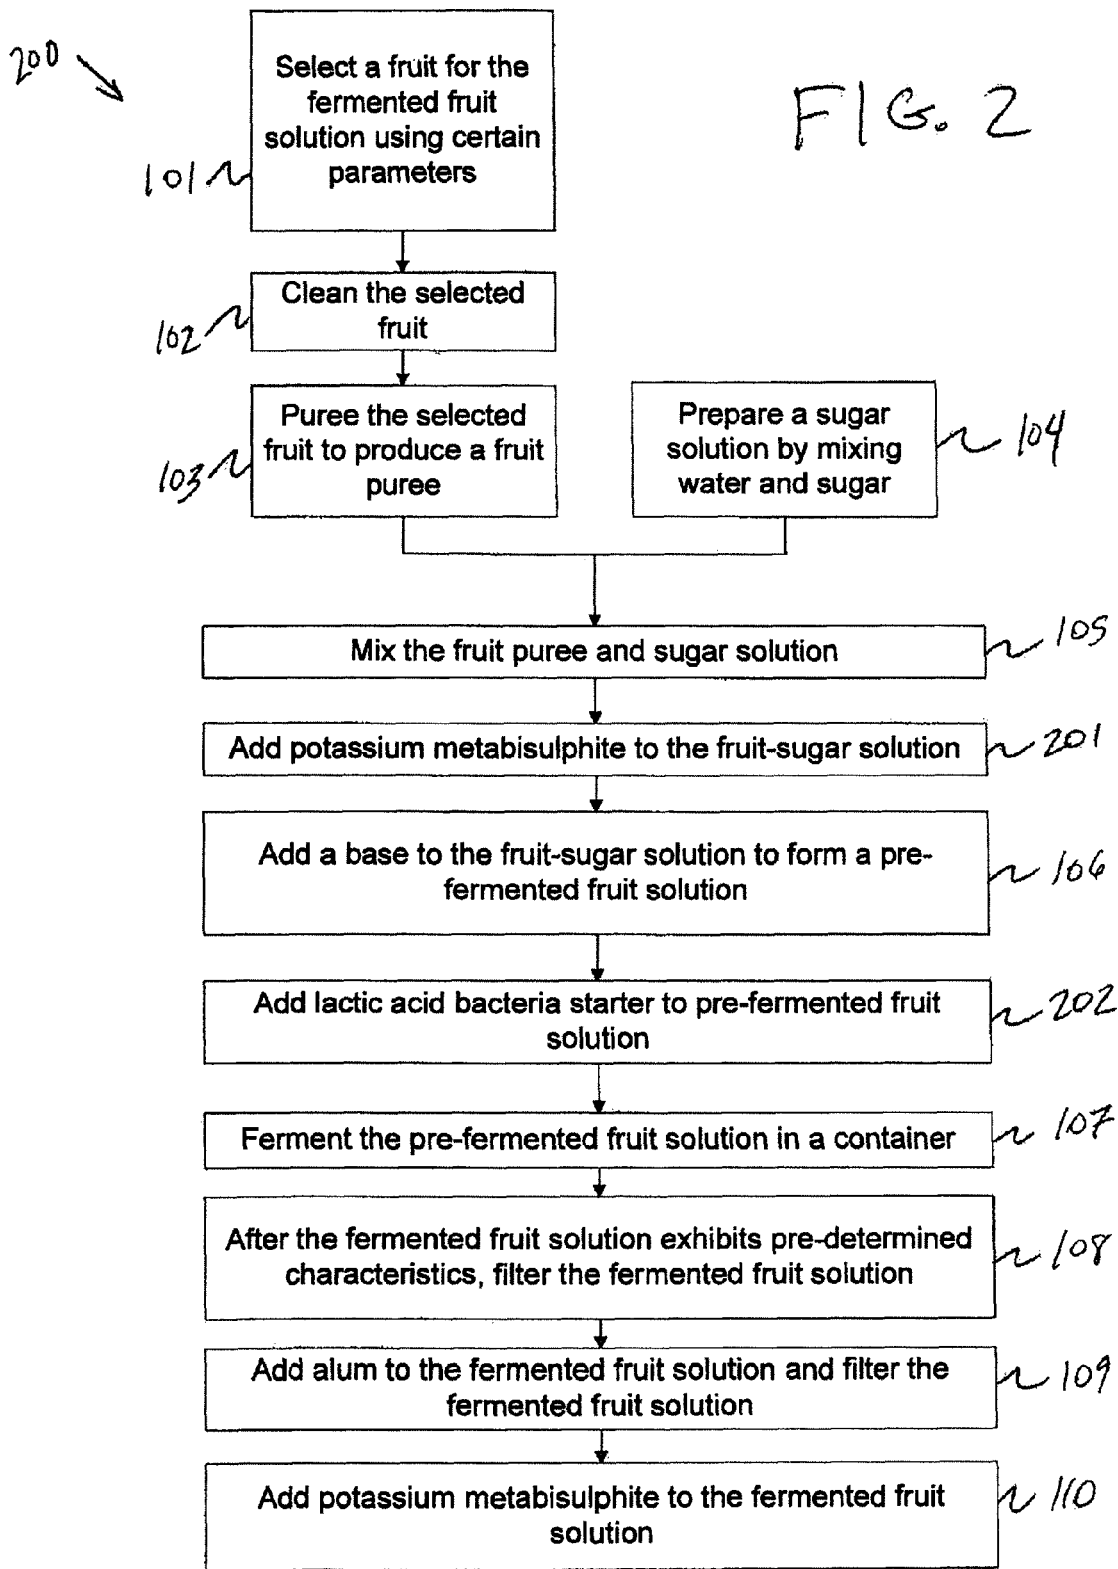 200
FIG. 2
Select a fruit for the
fermented fruit
solution using certain
parameters
101
Clean the selected
fruit
102
Puree the selected
fruit to produce a fruit
puree
103
Prepare a sugar
solution by mixing
water and sugar
104
Mix the fruit puree and sugar solution
105
Add potassium metabisulphite to the fruit-sugar solution
201
Add a base to the fruit-sugar solution to form a pre-
fermented fruit solution
106
Add lactic acid bacteria starter to pre-fermented fruit
solution
202
Ferment the pre-fermented fruit solution in a container
107
After the fermented fruit solution exhibits pre-determined
characteristics, filter the fermented fruit solution
108
Add alum to the fermented fruit solution and filter the
fermented fruit solution
109
Add potassium metabisulphite to the fermented fruit
solution
110